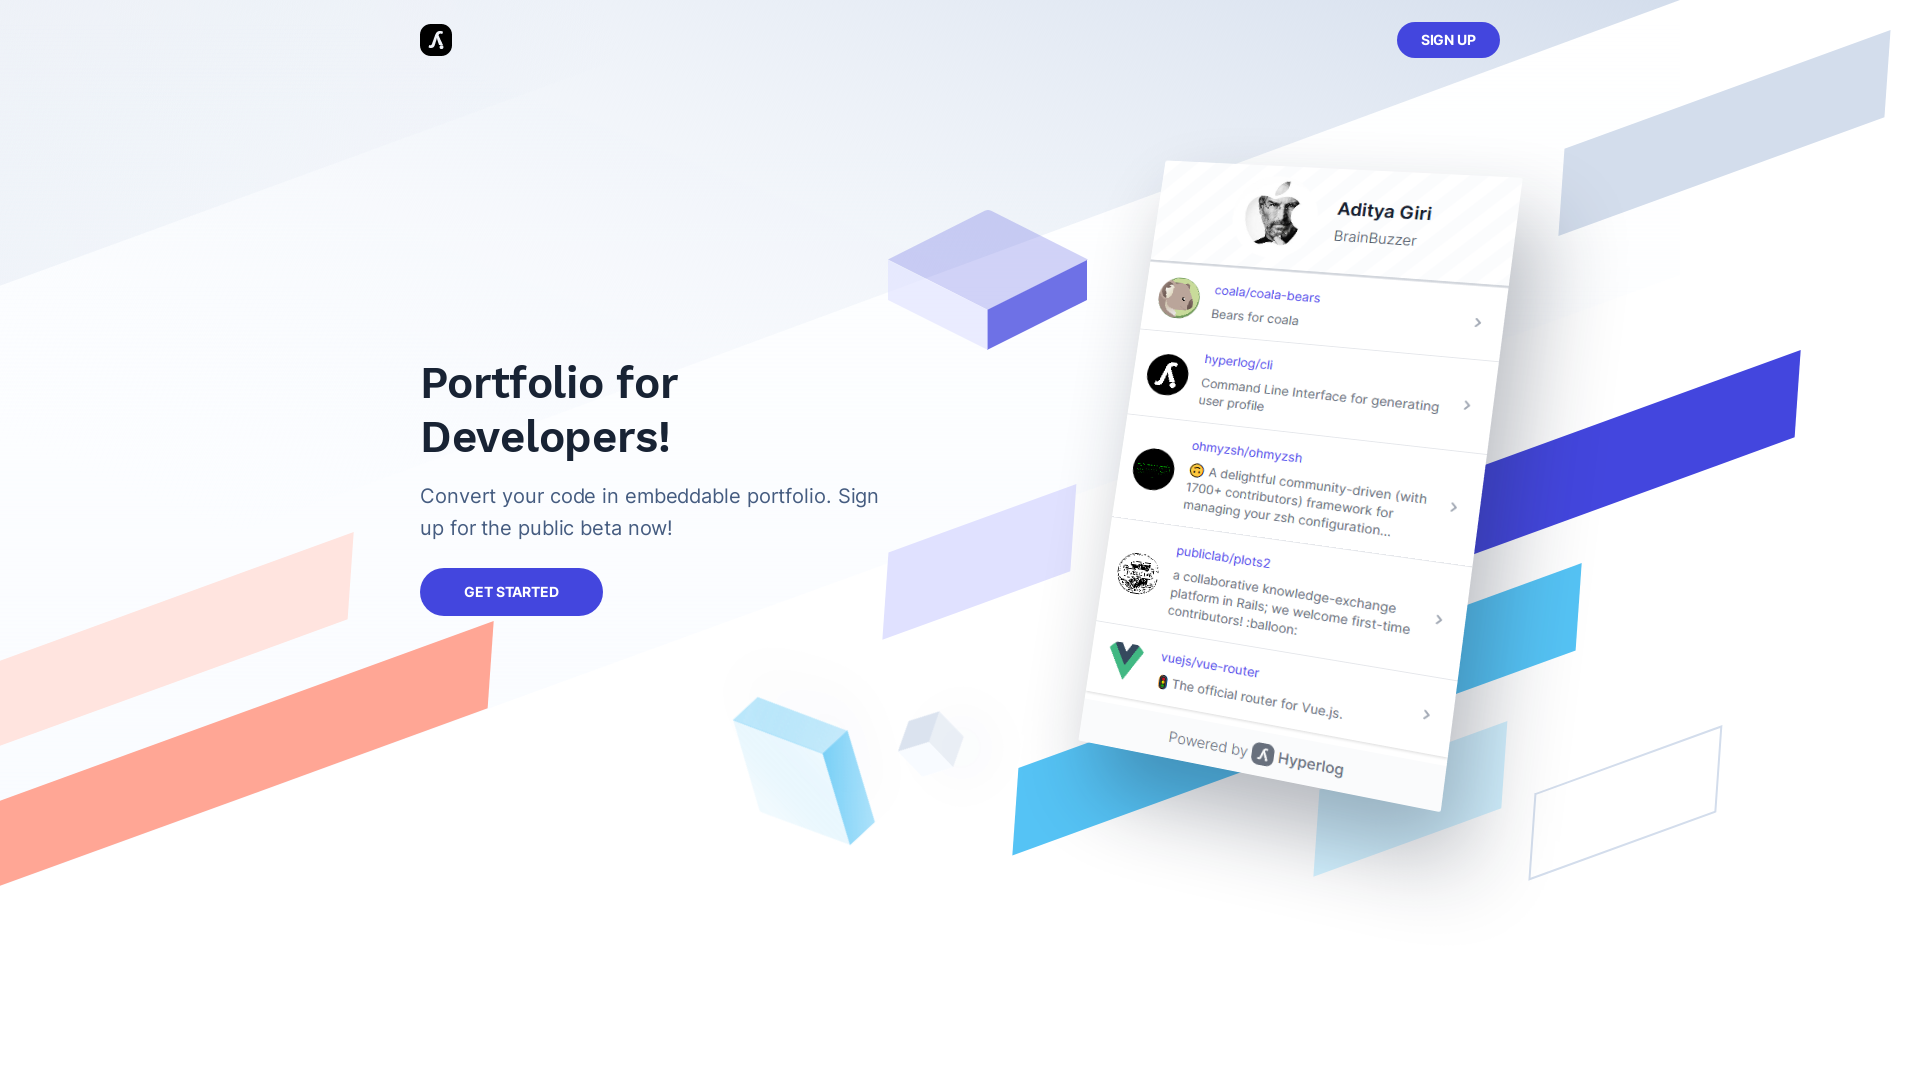 SIGN UP
Portfolio for
Developers!
Convert your code in embeddable portfolio. Sign
up for the public beta now!
GET STARTED
Aditya Giri
BrainBuzzer
coala/coala-bears
Bears for coala
hyperlog/cli
Command Line Interface for generating
user profile
ohmyzsh/ohmyzsh
🙃 A delightful community-driven (with
1700+ contributors) framework for
managing your zsh configuration...
publiclab/plots2
a collaborative knowledge-exchange
platform in Rails; we welcome first-time
contributors! :balloon:
vuejs/vue-router
🚦 The official router for Vue.js.
Powered by Hyperlog